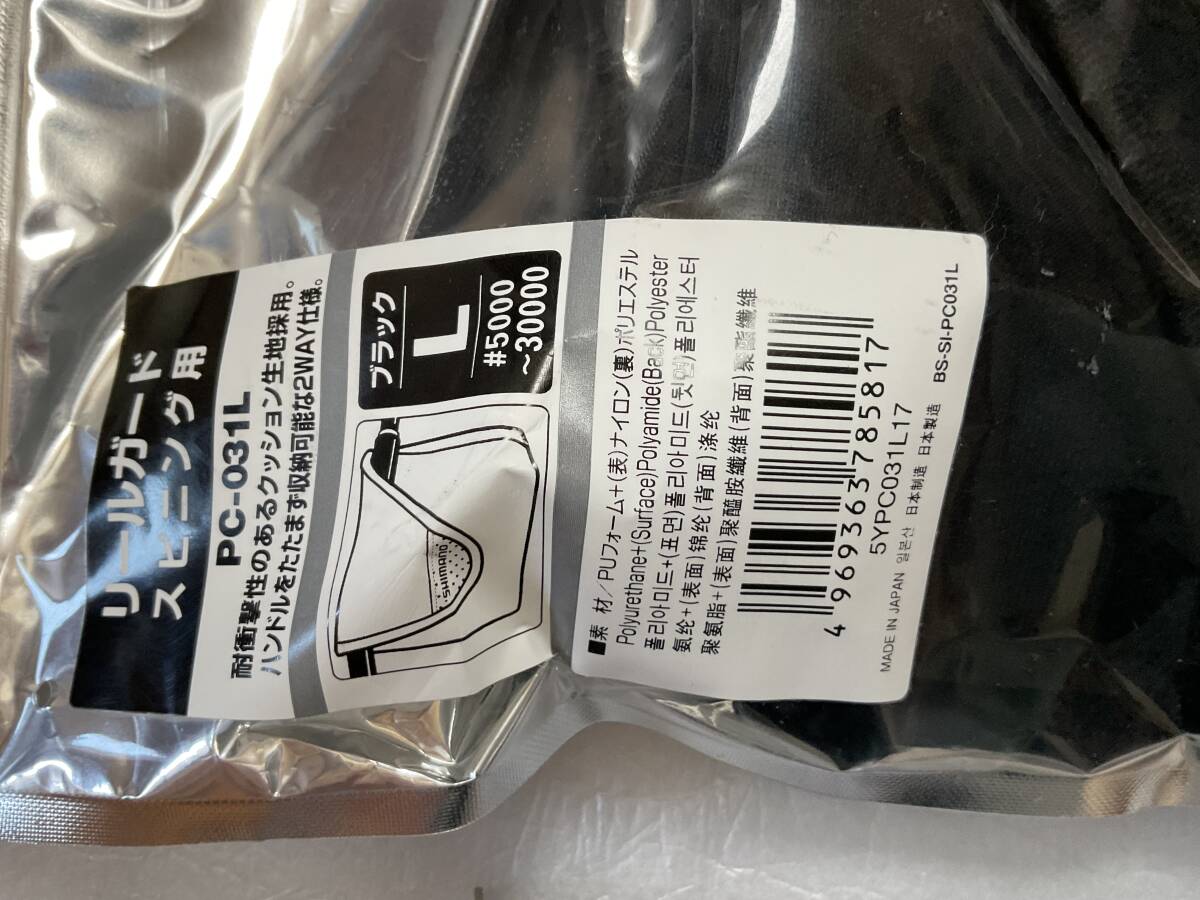 リールガード
スピニング用
PC-031L
耐衝撃性のあるクッション生地採用。
ハンドルをたたまず収納可能な2WAY仕様。
ブラック
L
#5000
~30000
SHIMANO
■素 材/PUフォーム+(表)ナイロン(裏)ポリエステル
Polyurethane+(Surface)Polyamide(Back)Polyester
폴리아미드+(표면)폴리아미드(뒷면)폴리에스터
氨纶+(表面)锦纶(背面)涤纶
聚氨脂+(表面)聚醯胺纖維(背面)聚酯纖維
4 969363 785817
5YPC031L17
MADE IN JAPAN 일본산 日本制造 日本製造 BS-SI-PC031L